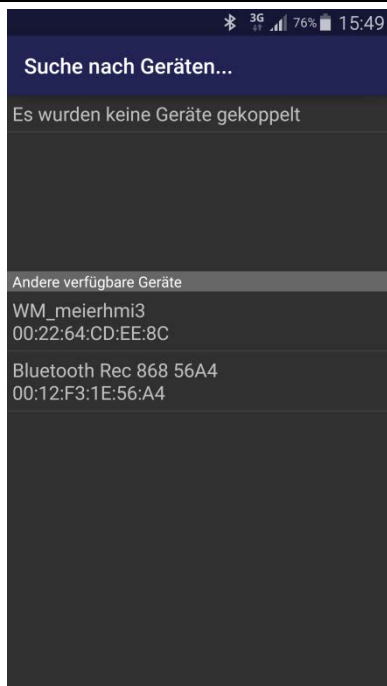 3G 76% 15:49
Suche nach Geräten...
Es wurden keine Geräte gekoppelt
Andere verfügbare Geräte
WM_meierhmi3
00:22:64:CD:EE:8C
Bluetooth Rec 868 56A4
00:12:F3:1E:56:A4